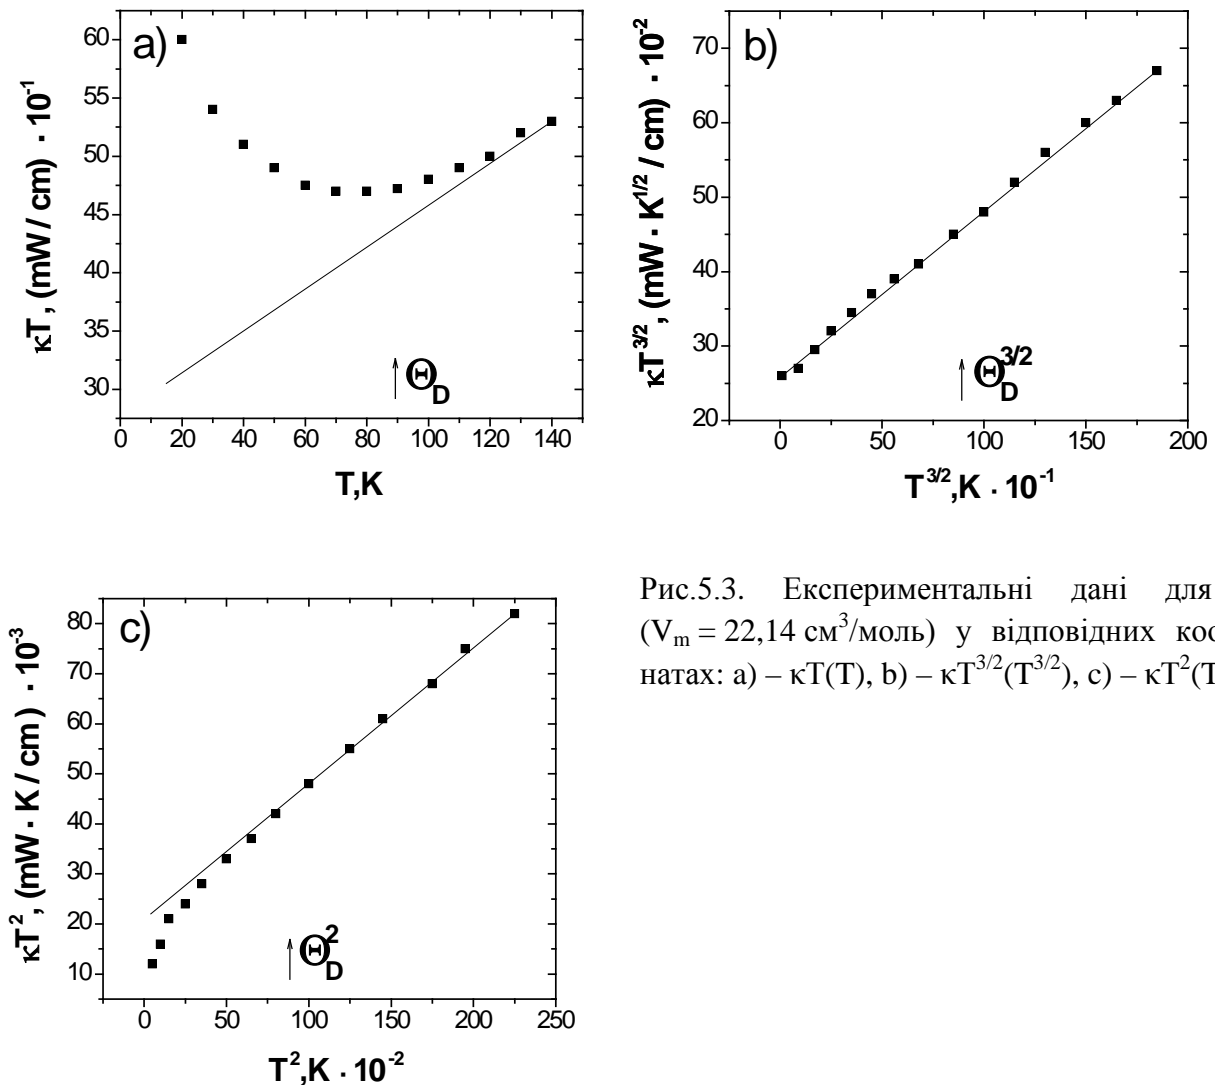 a)
60
55
50
45
40
35
30
κT, (mW / cm) · 10⁻¹
0 20 40 60 80 100 120 140
T,K
Θ_D
b)
70
60
50
40
30
20
κT^{3/2}, (mW · K^{1/2} / cm) · 10⁻²
0 50 100 150 200
T^{3/2},K · 10⁻¹
Θ_D^{3/2}
c)
80
70
60
50
40
30
20
10
κT², (mW · K / cm) · 10⁻³
0 50 100 150 200 250
T²,K · 10⁻²
Θ_D²
Рис.5.3. Експериментальні дані для
(V_m = 22,14 см³/моль) у відповідних
натах: а) – κT(T), b) – κT^{3/2}(T^{3/2}), c) – κT²(T